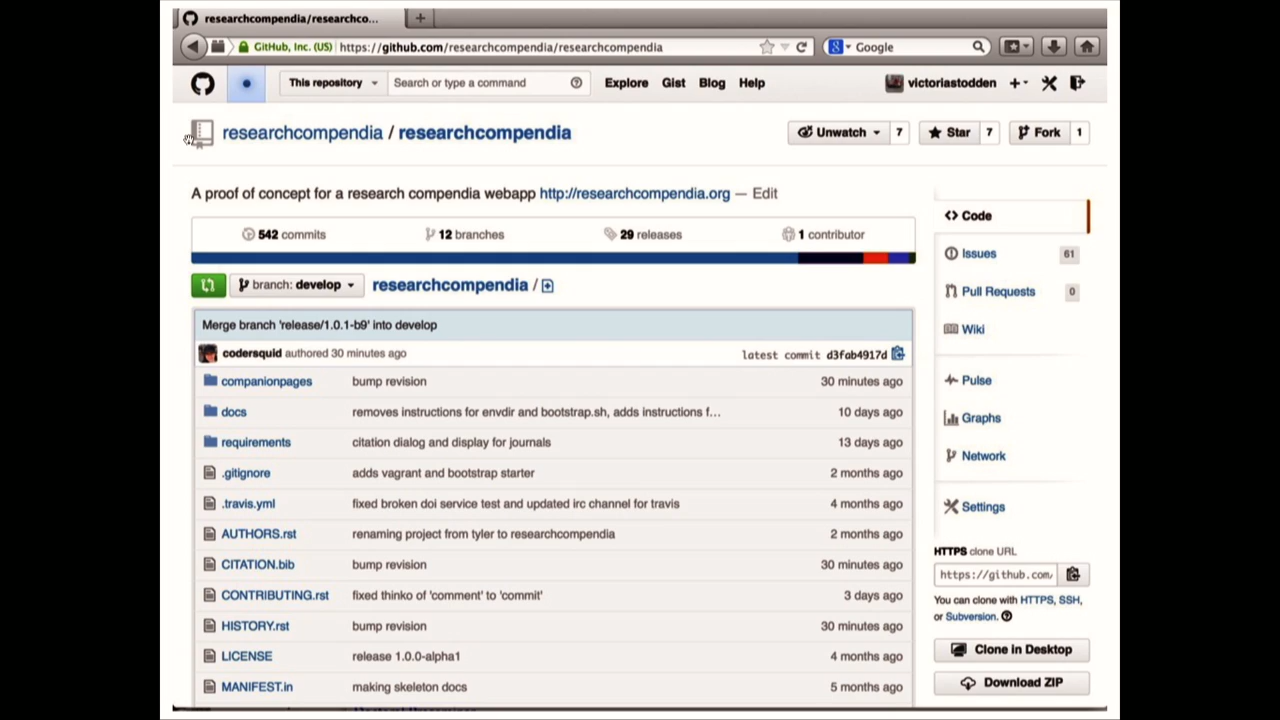 researchcompendia/researchco...
GitHub, Inc. (US) https://github.com/researchcompendia/researchcompendia
Google
This repository
Search or type a command
Explore Gist Blog Help
victoriastodden
researchcompendia / researchcompendia
Unwatch 7 Star 7 Fork 1
A proof of concept for a research compendia webapp http://researchcompendia.org — Edit
542 commits 12 branches 29 releases 1 contributor
branch: develop researchcompendia /
Merge branch 'release/1.0.1-b9' into develop
codersquid authored 30 minutes ago latest commit d3fab4917d
companionpages bump revision 30 minutes ago
docs removes instructions for envdir and bootstrap.sh, adds instructions f... 10 days ago
requirements citation dialog and display for journals 13 days ago
.gitignore adds vagrant and bootstrap starter 2 months ago
.travis.yml fixed broken doi service test and updated irc channel for travis 4 months ago
AUTHORS.rst renaming project from tyler to researchcompendia 2 months ago
CITATION.bib bump revision 30 minutes ago
CONTRIBUTING.rst fixed thinko of 'comment' to 'commit' 3 days ago
HISTORY.rst bump revision 30 minutes ago
LICENSE release 1.0.0-alpha1 4 months ago
MANIFEST.in making skeleton docs 5 months ago
Code
Issues 61
Pull Requests 0
Wiki
Pulse
Graphs
Network
Settings
HTTPS clone URL
https://github.com/
You can clone with HTTPS, SSH,
or Subversion.
Clone in Desktop
Download ZIP